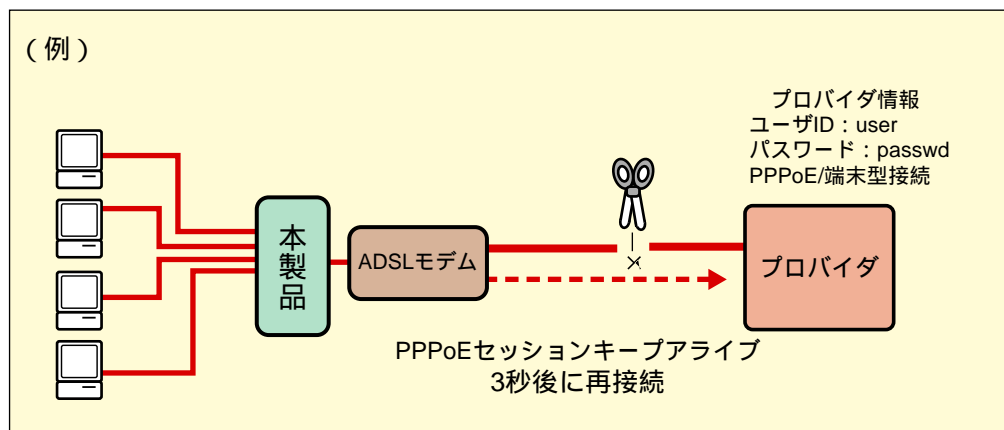 (例)
プロバイダ情報
ユーザID:user
パスワード:passwd
PPPoE/端末型接続
本製品
ADSLモデム
プロバイダ
PPPoEセッションキープアライブ
3秒後に再接続